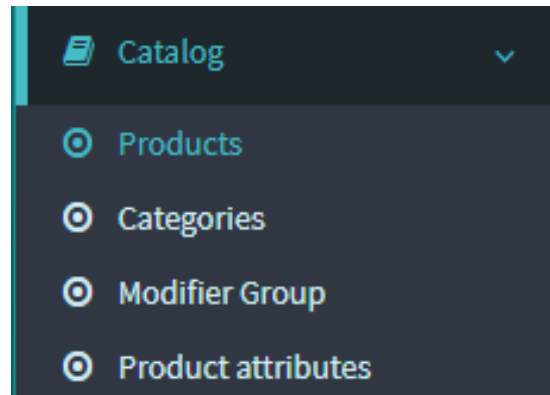 Catalog
Products
Categories
Modifier Group
Product attributes